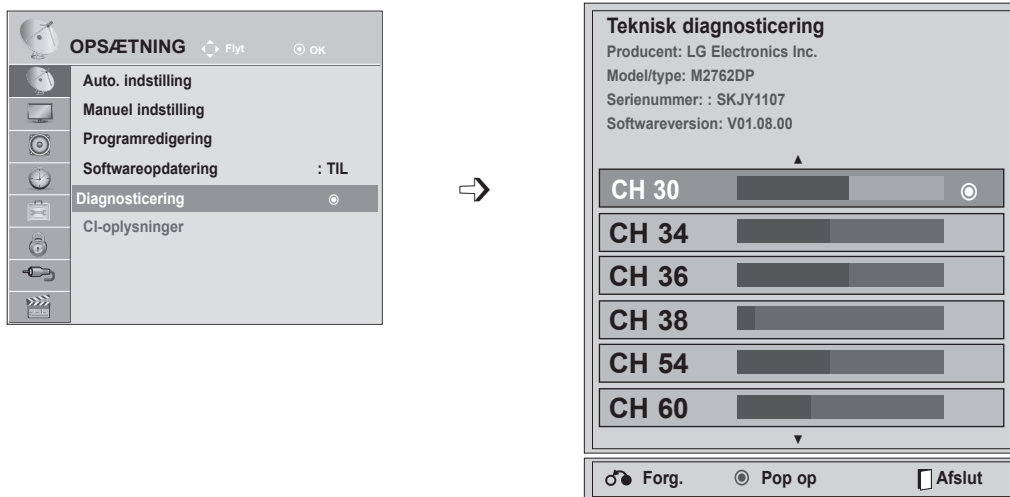 OPSÆTNING Flyt OK
Auto. indstilling
Manuel indstilling
Programredigering
Softwareopdatering : TIL
Diagnosticering
CI-oplysninger
Teknisk diagnosticering
Producent: LG Electronics Inc.
Model/type: M2762DP
Serienummer: : SKJY1107
Softwareversion: V01.08.00
CH 30
CH 34
CH 36
CH 38
CH 54
CH 60
Forg. Pop op Afslut